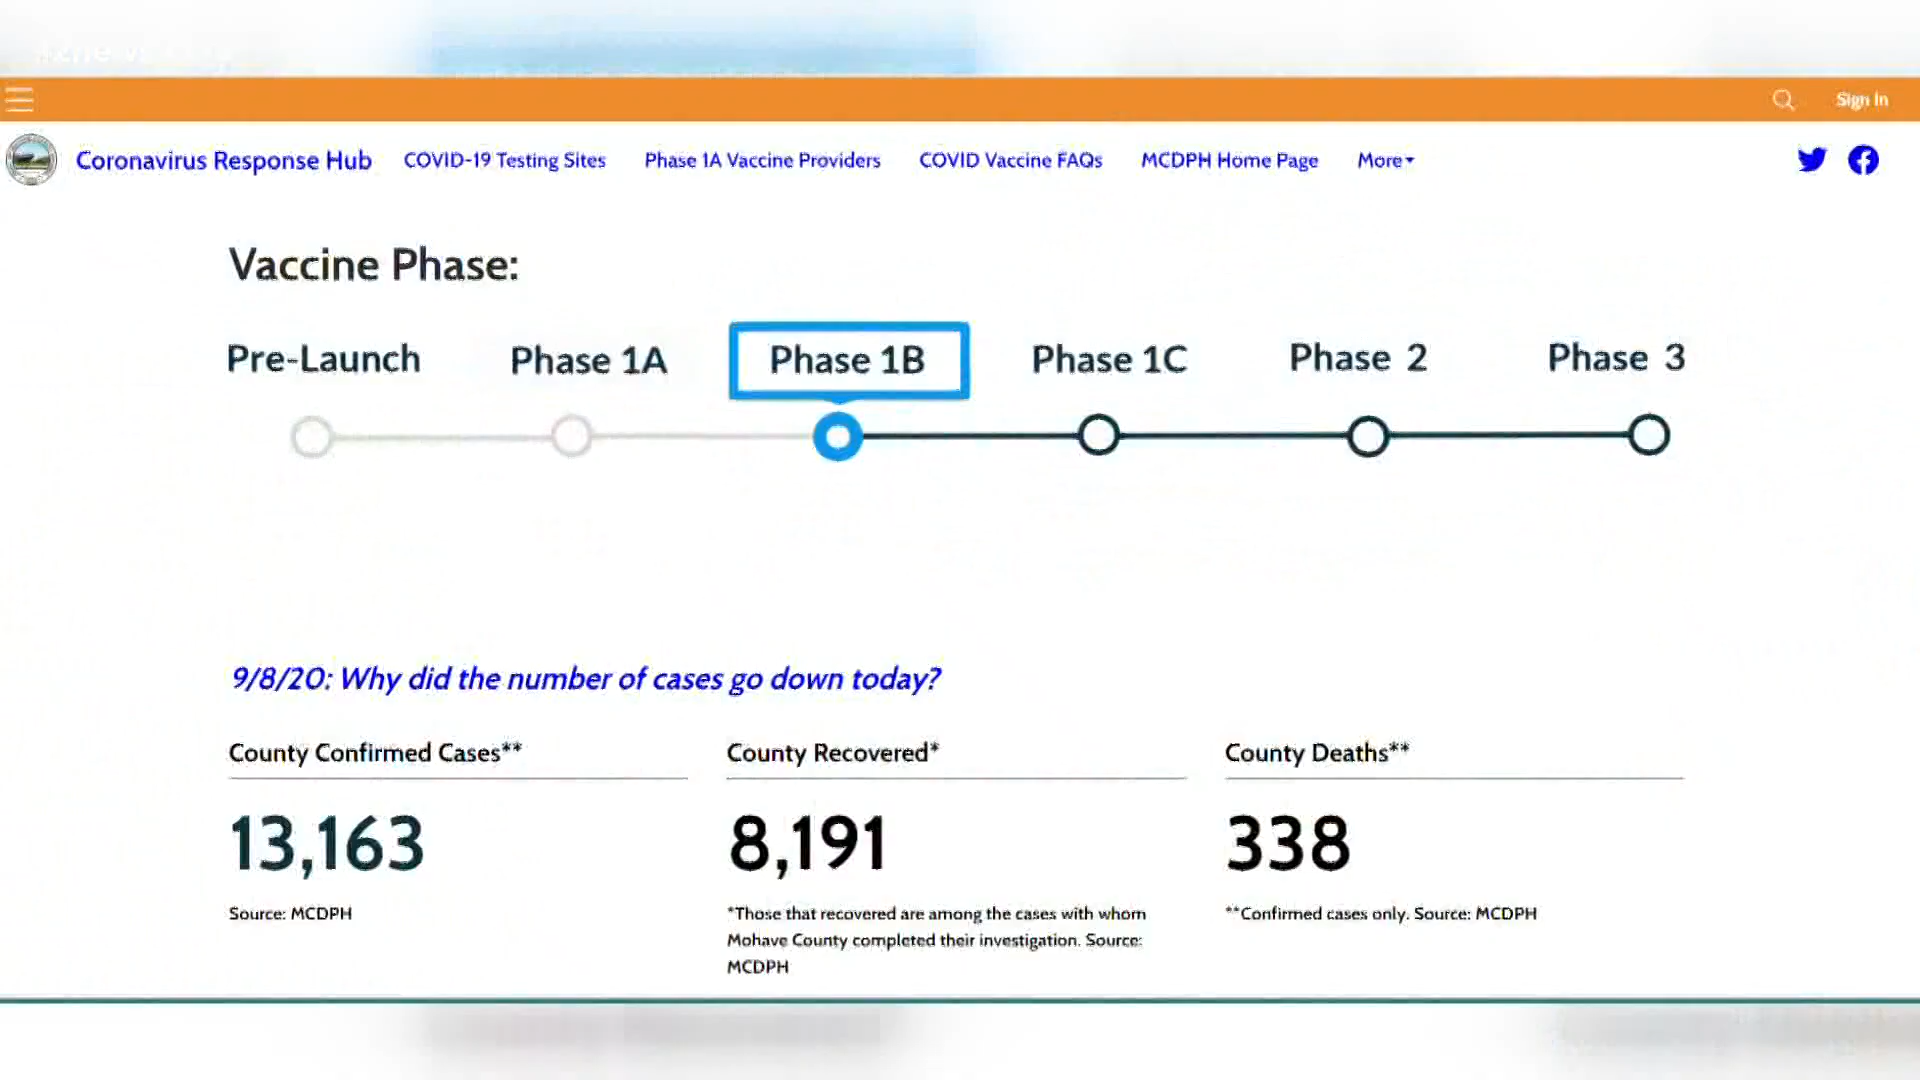 Sign In
Coronavirus Response Hub COVID-19 Testing Sites Phase 1A Vaccine Providers COVID Vaccine FAQs MCDPH Home Page More
Vaccine Phase:
Pre-Launch Phase 1A Phase 1B Phase 1C Phase 2 Phase 3
9/8/20: Why did the number of cases go down today?
County Confirmed Cases** County Recovered* County Deaths**
13,163 8,191 338
Source: MCDPH
*Those that recovered are among the cases with whom
Mohave County completed their investigation. Source:
MCDPH
**Confirmed cases only. Source: MCDPH